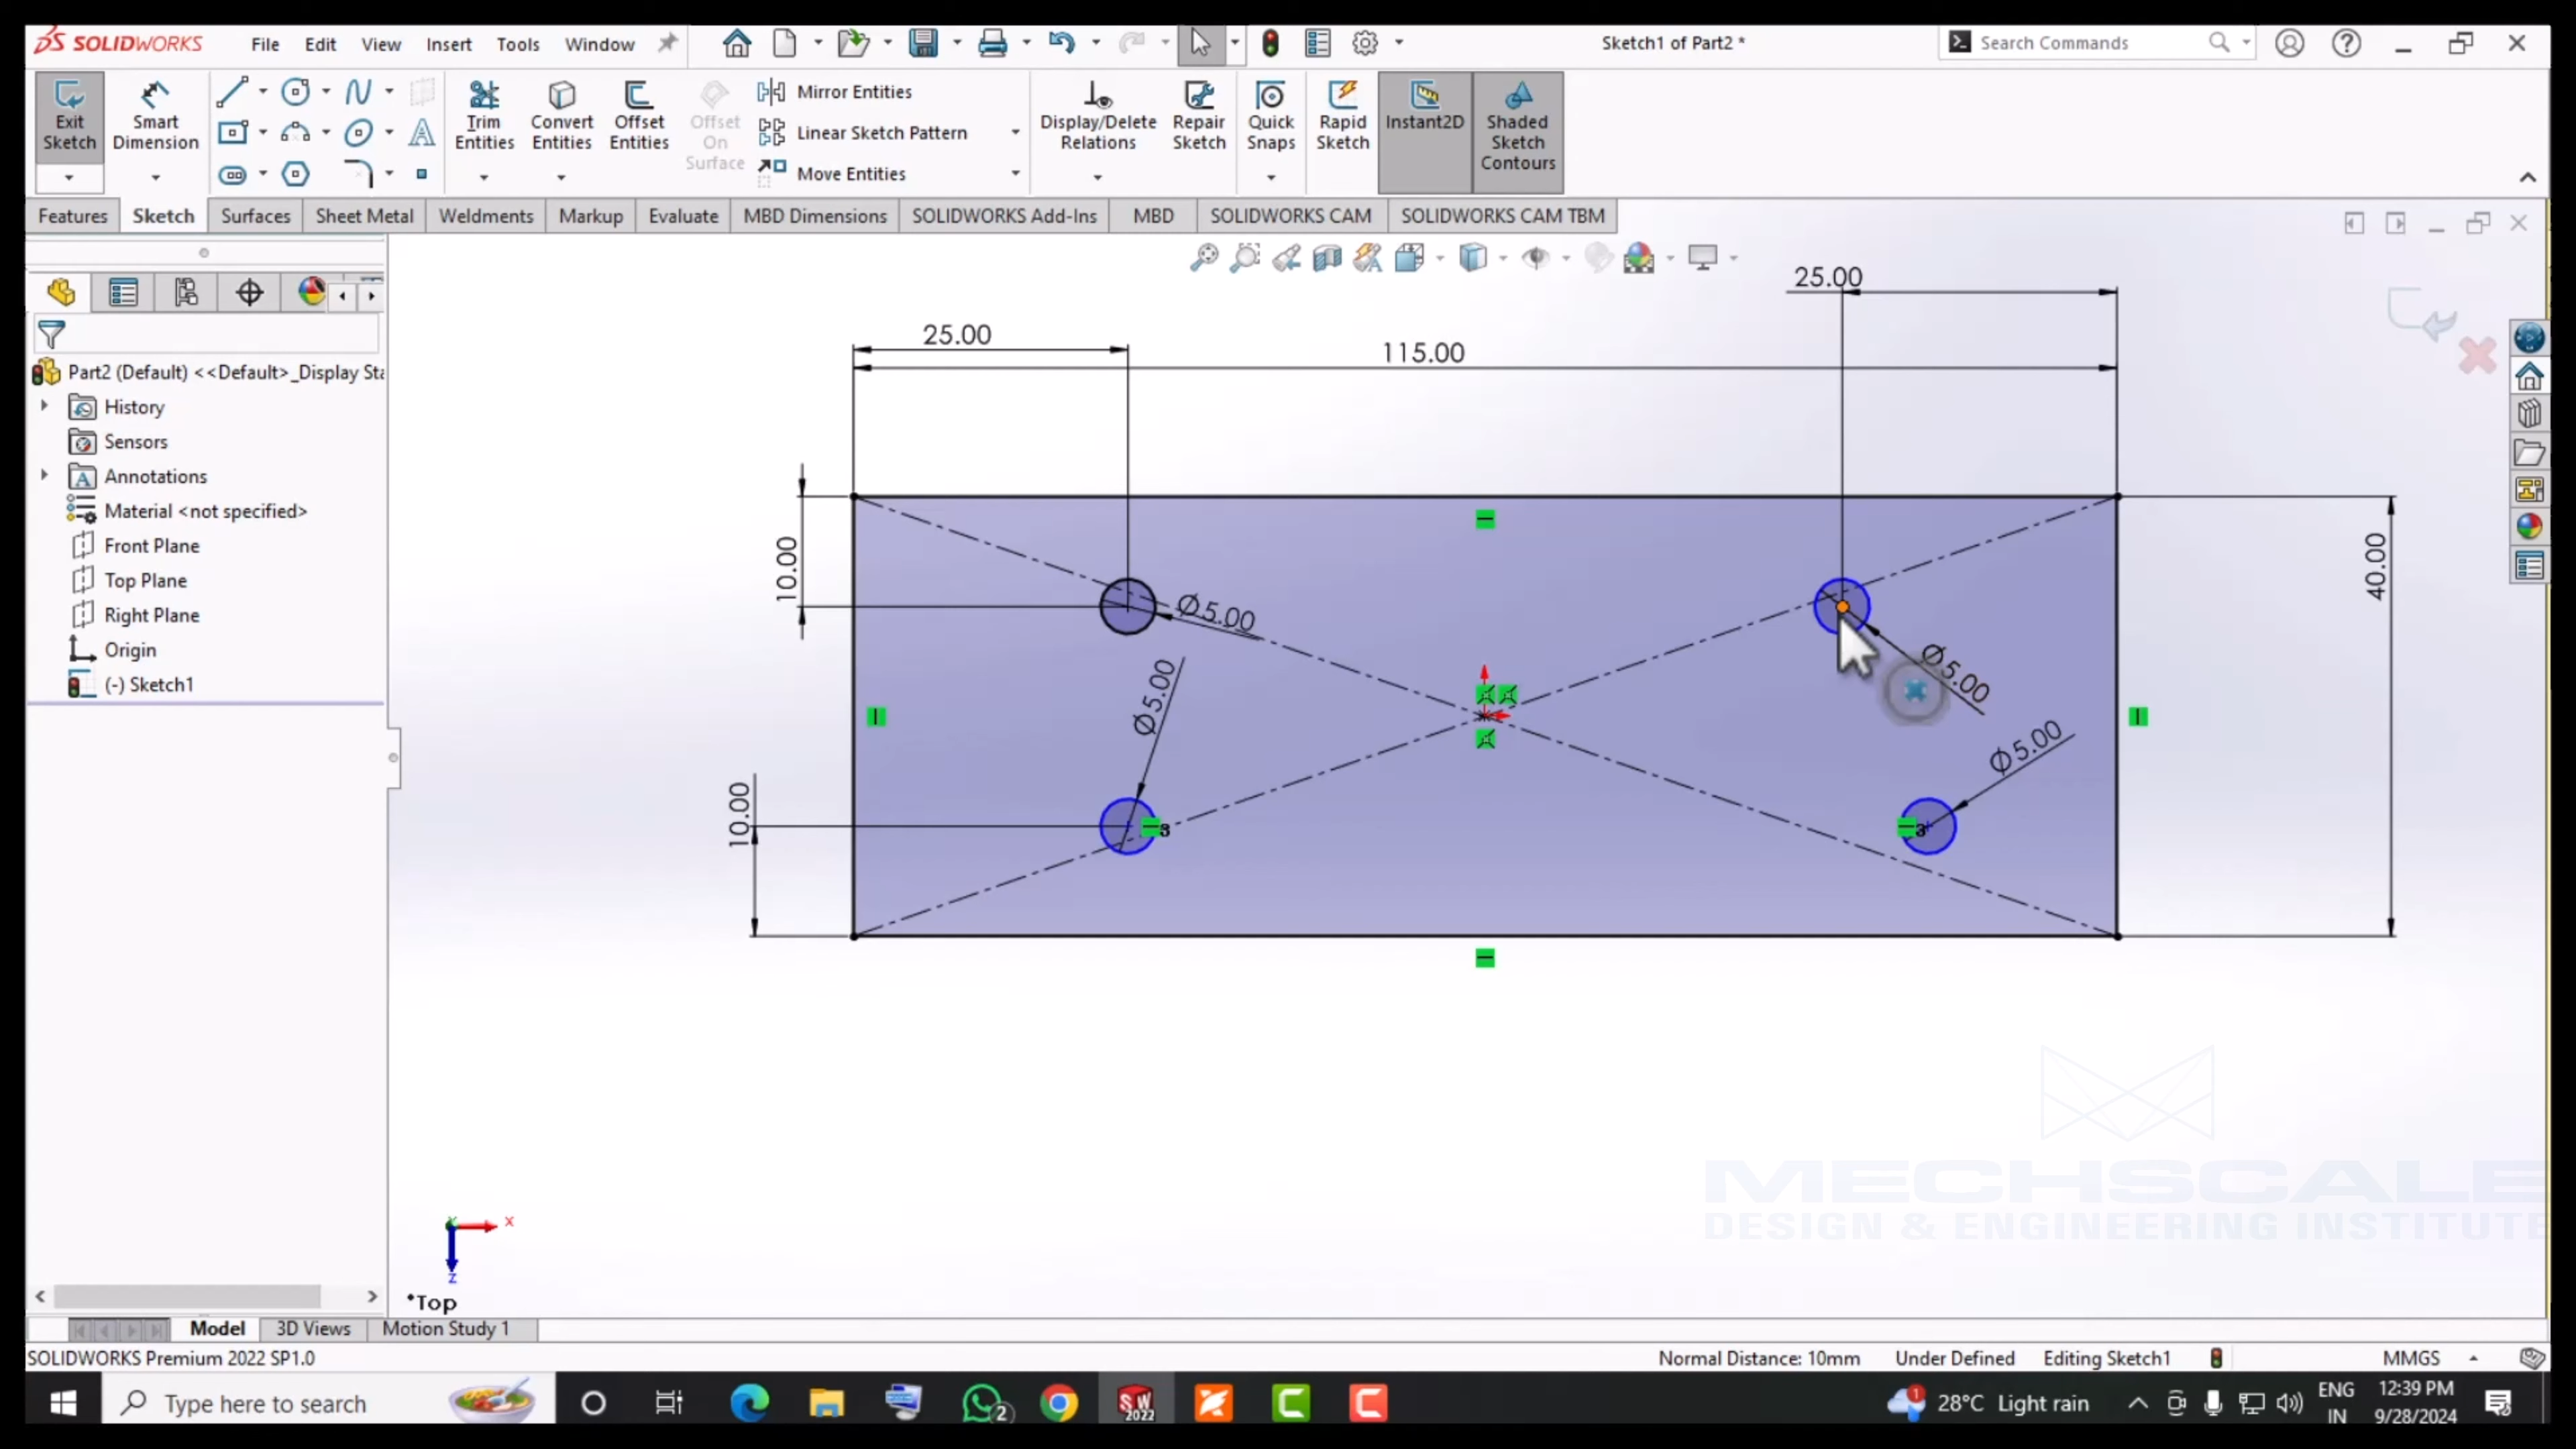 SOLIDWORKS File Edit View Insert Tools Window Sketch1 of Part2 * Search Commands
Exit Sketch Smart Dimension Trim Entities Convert Entities Offset Entities Offset On Surface Mirror Entities Linear Sketch Pattern Move Entities Display/Delete Relations Repair Sketch Quick Snaps Rapid Sketch Instant2D Shaded Sketch Contours
Features Sketch Surfaces Sheet Metal Weldments Markup Evaluate MBD Dimensions SOLIDWORKS Add-Ins MBD SOLIDWORKS CAM SOLIDWORKS CAM TBM
Part2 (Default) <<Default>_Display Sta
History
Sensors
Annotations
Material <not specified>
Front Plane
Top Plane
Right Plane
Origin
(-) Sketch1
25.00
25.00
115.00
10.00
40.00
Ø5.00
Ø5.00
Ø5.00
Ø5.00
10.00
3
3
x
z
*Top
MECHSCALE
DESIGN & ENGINEERING INSTITUTE
Model 3D Views Motion Study 1
SOLIDWORKS Premium 2022 SP1.0 Normal Distance: 10mm Under Defined Editing Sketch1 MMGS
Type here to search 2 SW 2022 1 28°C Light rain ENG IN 12:39 PM 9/28/2024